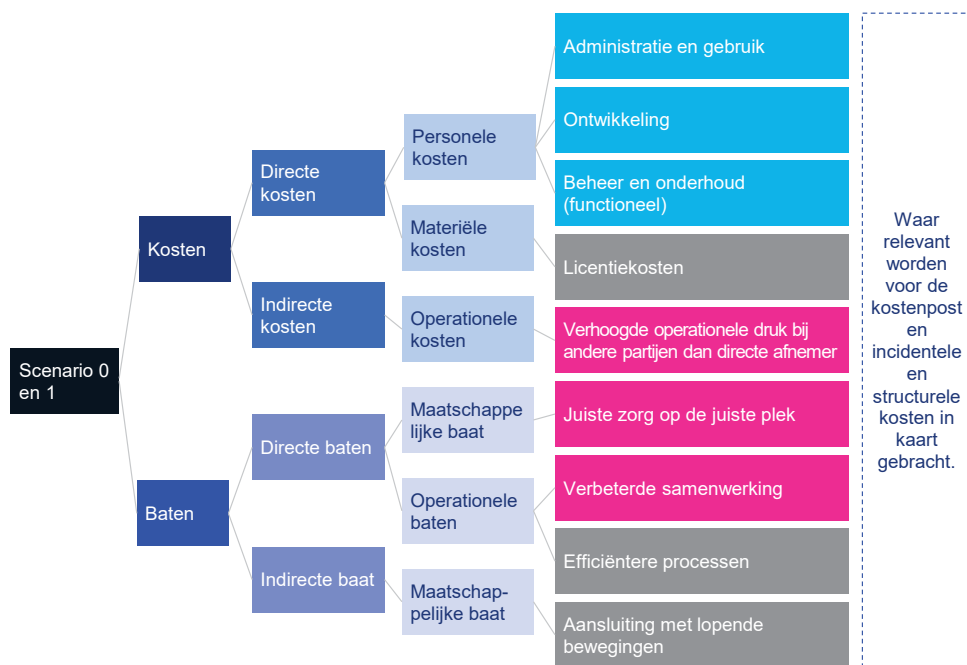 Scenario 0
en 1
Kosten
Baten
Directe
kosten
Indirecte
kosten
Directe baten
Indirecte baat
Personele
kosten
Materiële
kosten
Operationele
kosten
Maatschappe
lijke baat
Operationele
baten
Maatschap-
pelijke baat
Administratie en gebruik
Ontwikkeling
Beheer en onderhoud
(functioneel)
Licentiekosten
Verhoogde operationele druk bij
andere partijen dan directe afnemer
Juiste zorg op de juiste plek
Verbeterde samenwerking
Efficiëntere processen
Aansluiting met lopende
bewegingen
Waar
relevant
worden
voor de
kostenpost
en
incidentele
en
structurele
kosten in
kaart
gebracht.